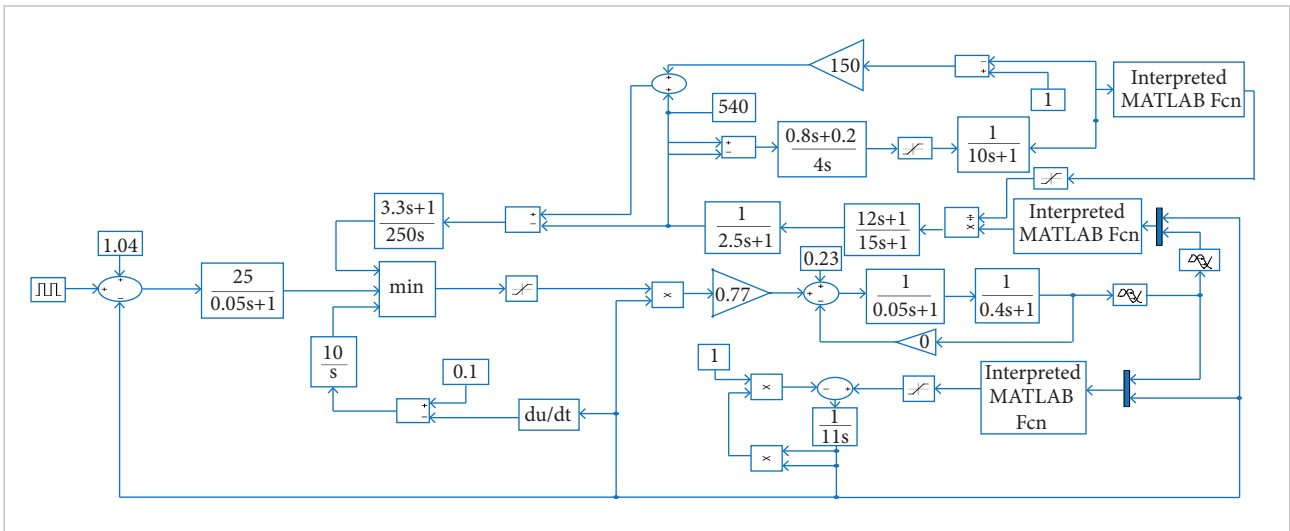 150
+
+
−
+
1
Interpreted
MATLAB Fcn
540
+
−
0.8s+0.2
4s
1
10s+1
3.3s+1
250s
+
−
1
2.5s+1
12s+1
15s+1
÷
×
Interpreted
MATLAB Fcn
1.04
+
+
−
25
0.05s+1
min
×
0.77
0.23
+
+
−
1
0.05s+1
1
0.4s+1
0
10
s
0.1
+
−
du/dt
1
×
−
+
1
11s
×
Interpreted
MATLAB
Fcn